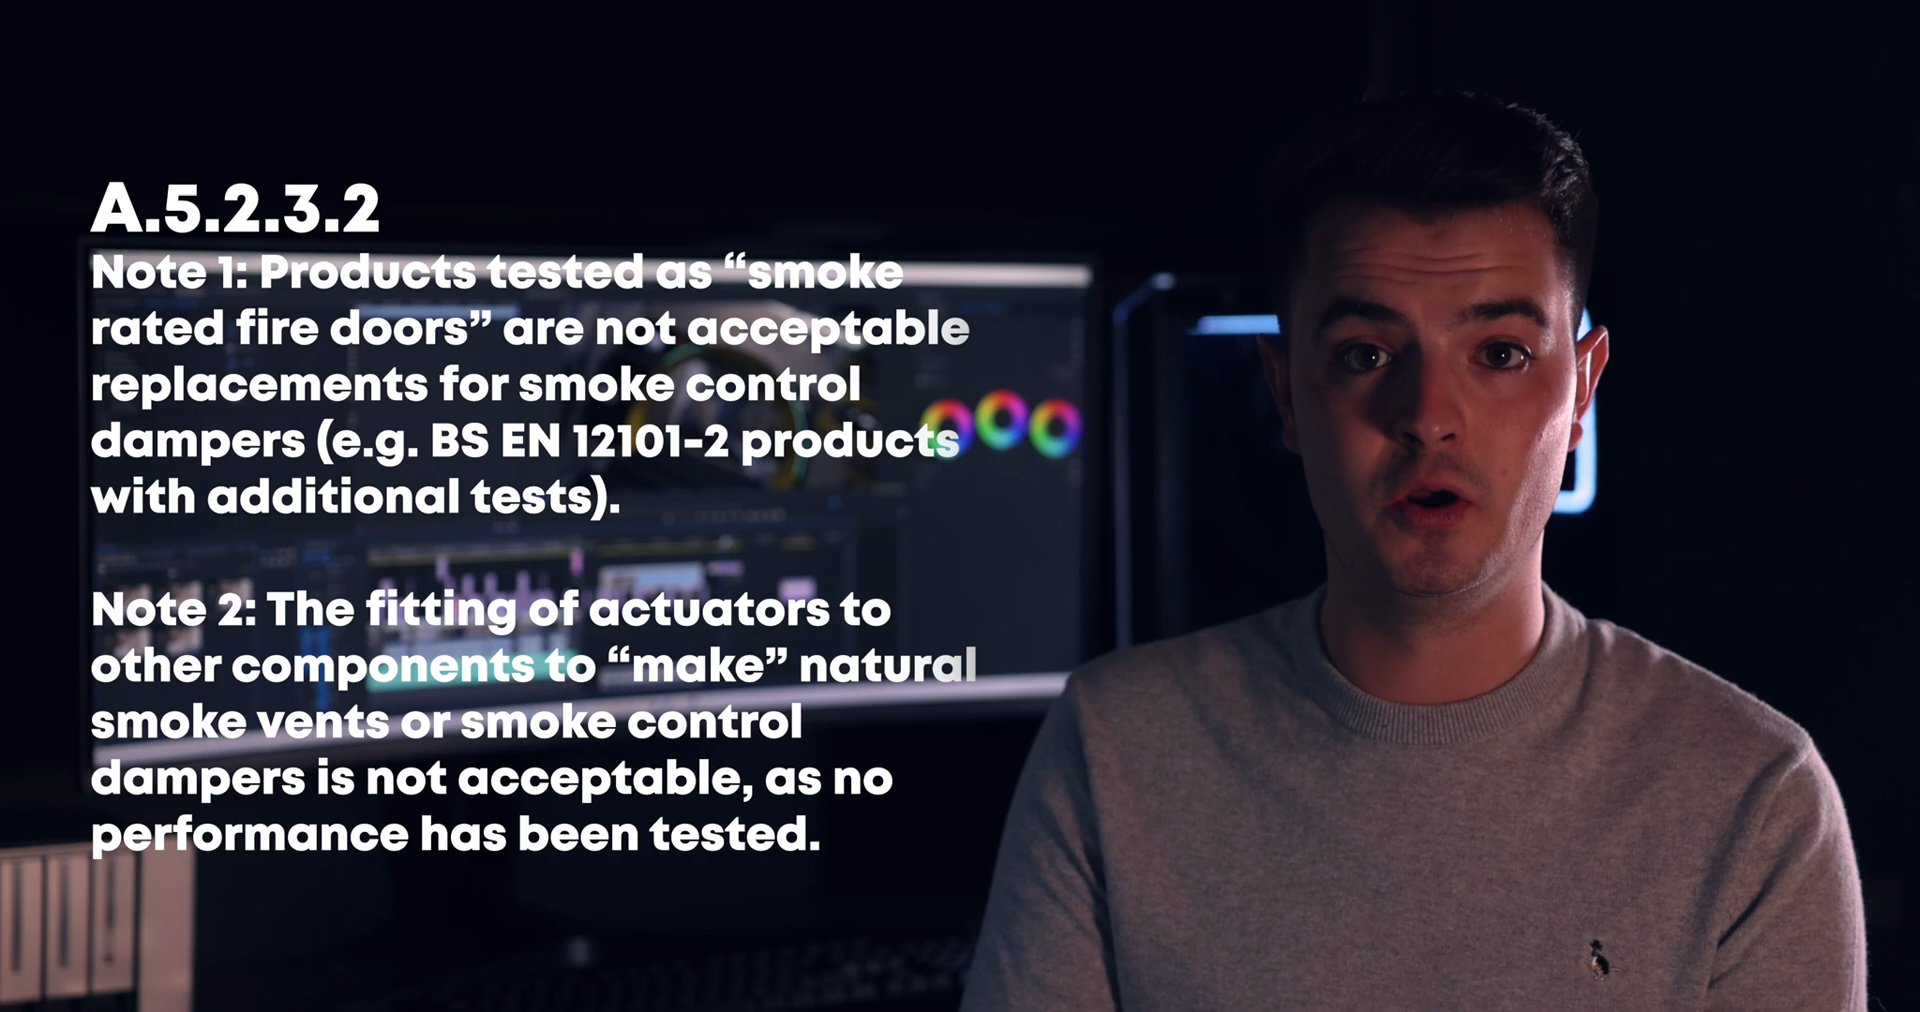 A.5.2.3.2
Note 1: Products tested as “smoke
rated fire doors” are not acceptable
replacements for smoke control
dampers (e.g. BS EN 12101-2 products
with additional tests).
Note 2: The fitting of actuators to
other components to “make” natural
smoke vents or smoke control
dampers is not acceptable, as no
performance has been tested.